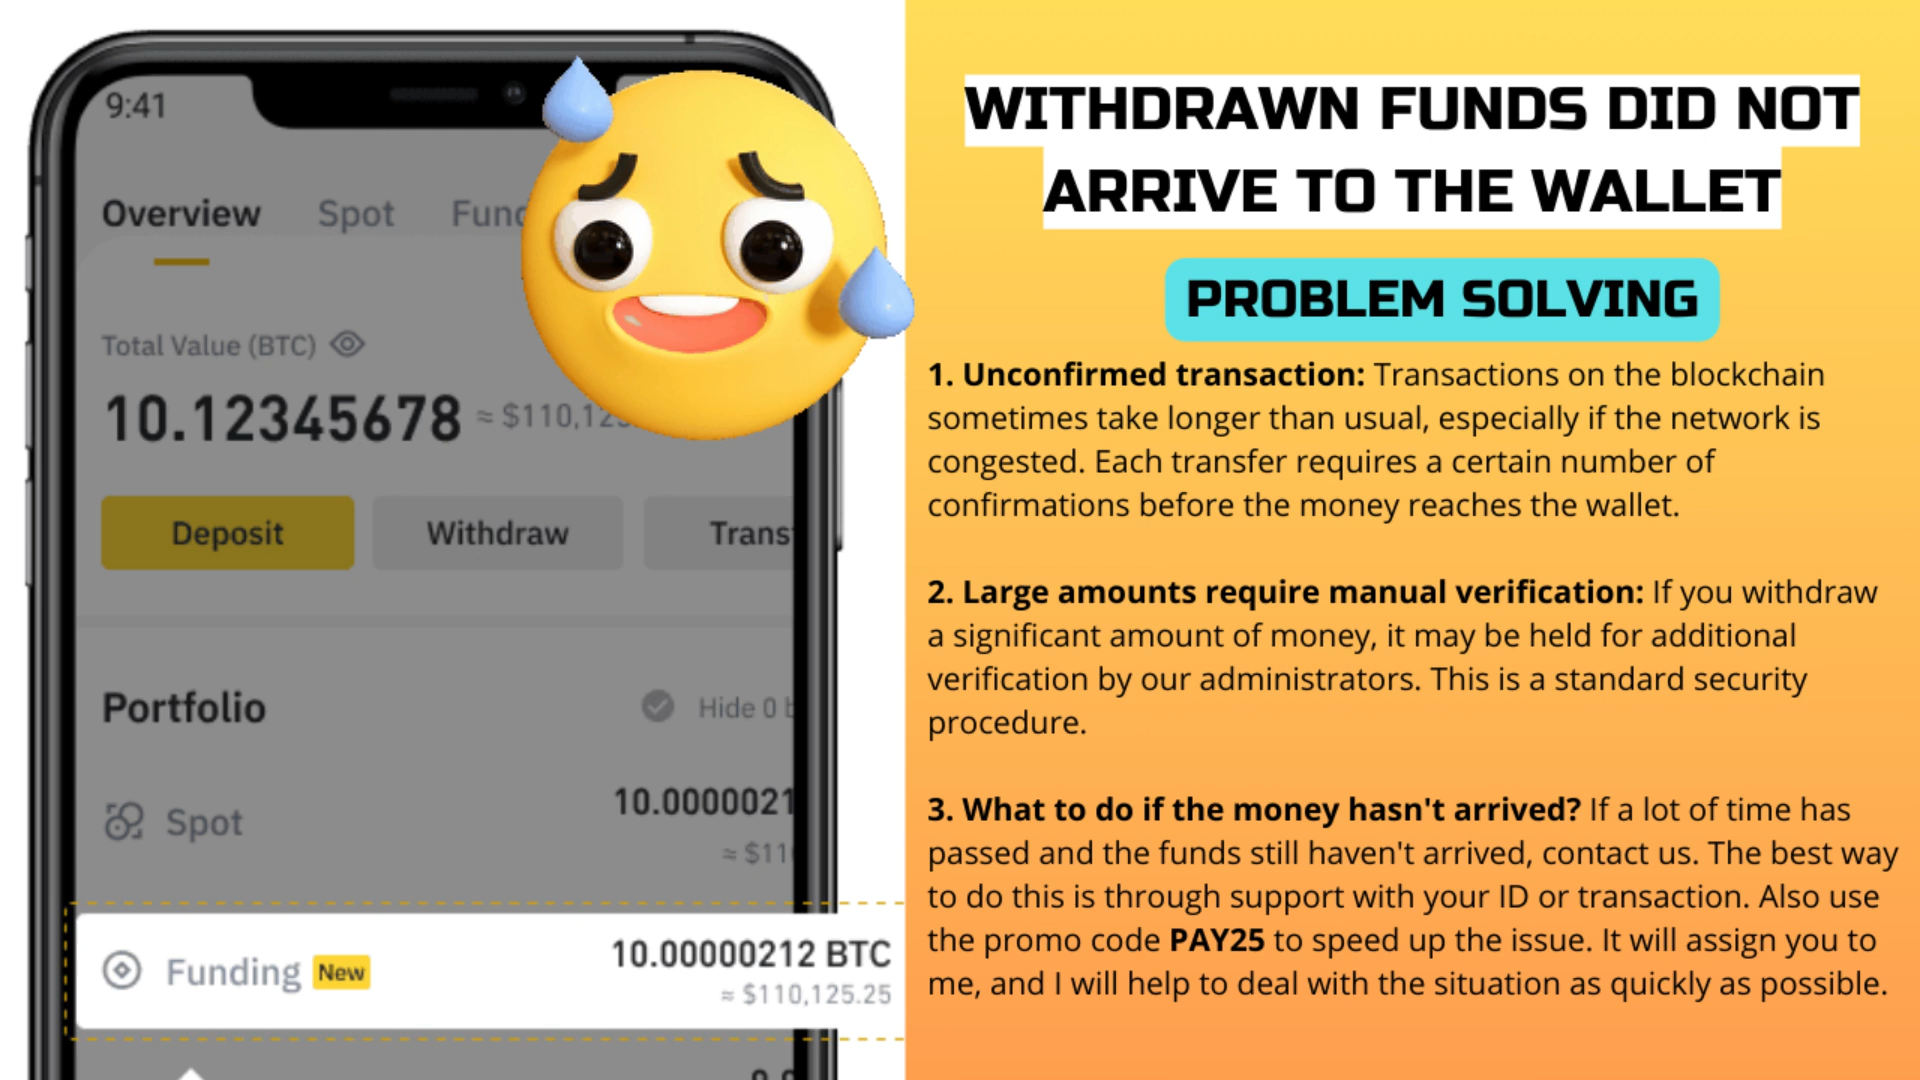 9:41
Overview Spot
Total Value (BTC)
10.12345678 ≈ $110,12
Deposit Withdraw
Portfolio Hide 0
Spot 10.0000021
≈ $11
Funding New 10.00000212 BTC
≈ $110,125.25
WITHDRAWN FUNDS DID NOT
ARRIVE TO THE WALLET
PROBLEM SOLVING
1. Unconfirmed transaction: Transactions on the blockchain
sometimes take longer than usual, especially if the network is
congested. Each transfer requires a certain number of
confirmations before the money reaches the wallet.
2. Large amounts require manual verification: If you withdraw
a significant amount of money, it may be held for additional
verification by our administrators. This is a standard security
procedure.
3. What to do if the money hasn't arrived? If a lot of time has
passed and the funds still haven't arrived, contact us. The best way
to do this is through support with your ID or transaction. Also use
the promo code PAY25 to speed up the issue. It will assign you to
me, and I will help to deal with the situation as quickly as possible.